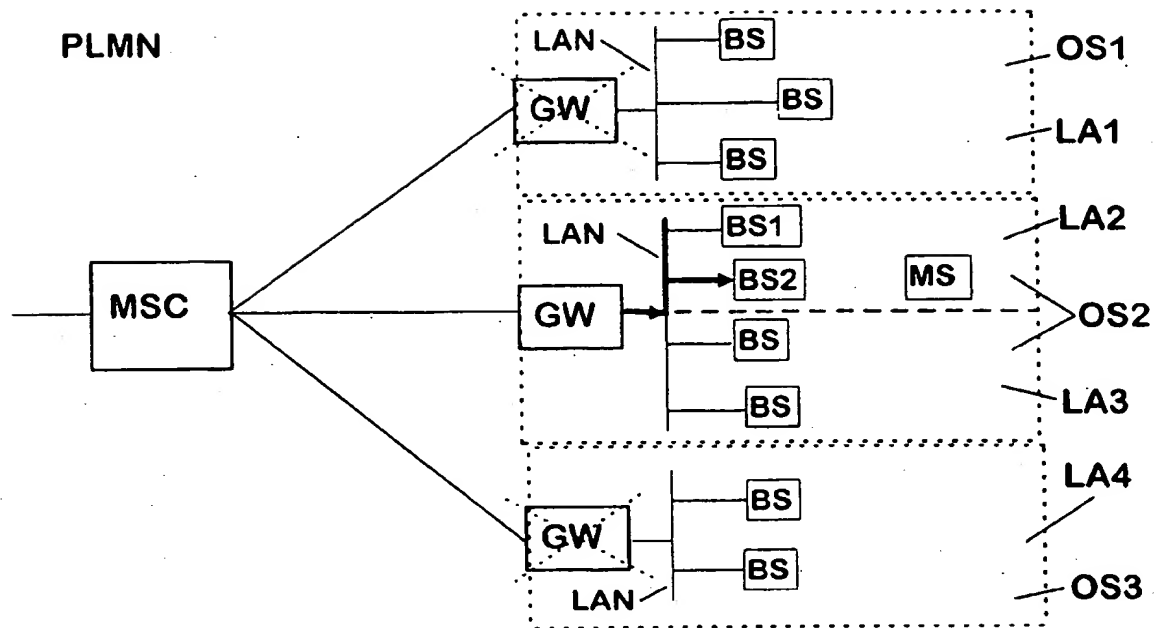 PLMN
LAN
BS
OS1
GW
BS
LA1
BS
LAN
BS1
LA2
BS2
MS
MSC
GW
OS2
BS
LA3
BS
LA4
BS
GW
BS
LAN
OS3